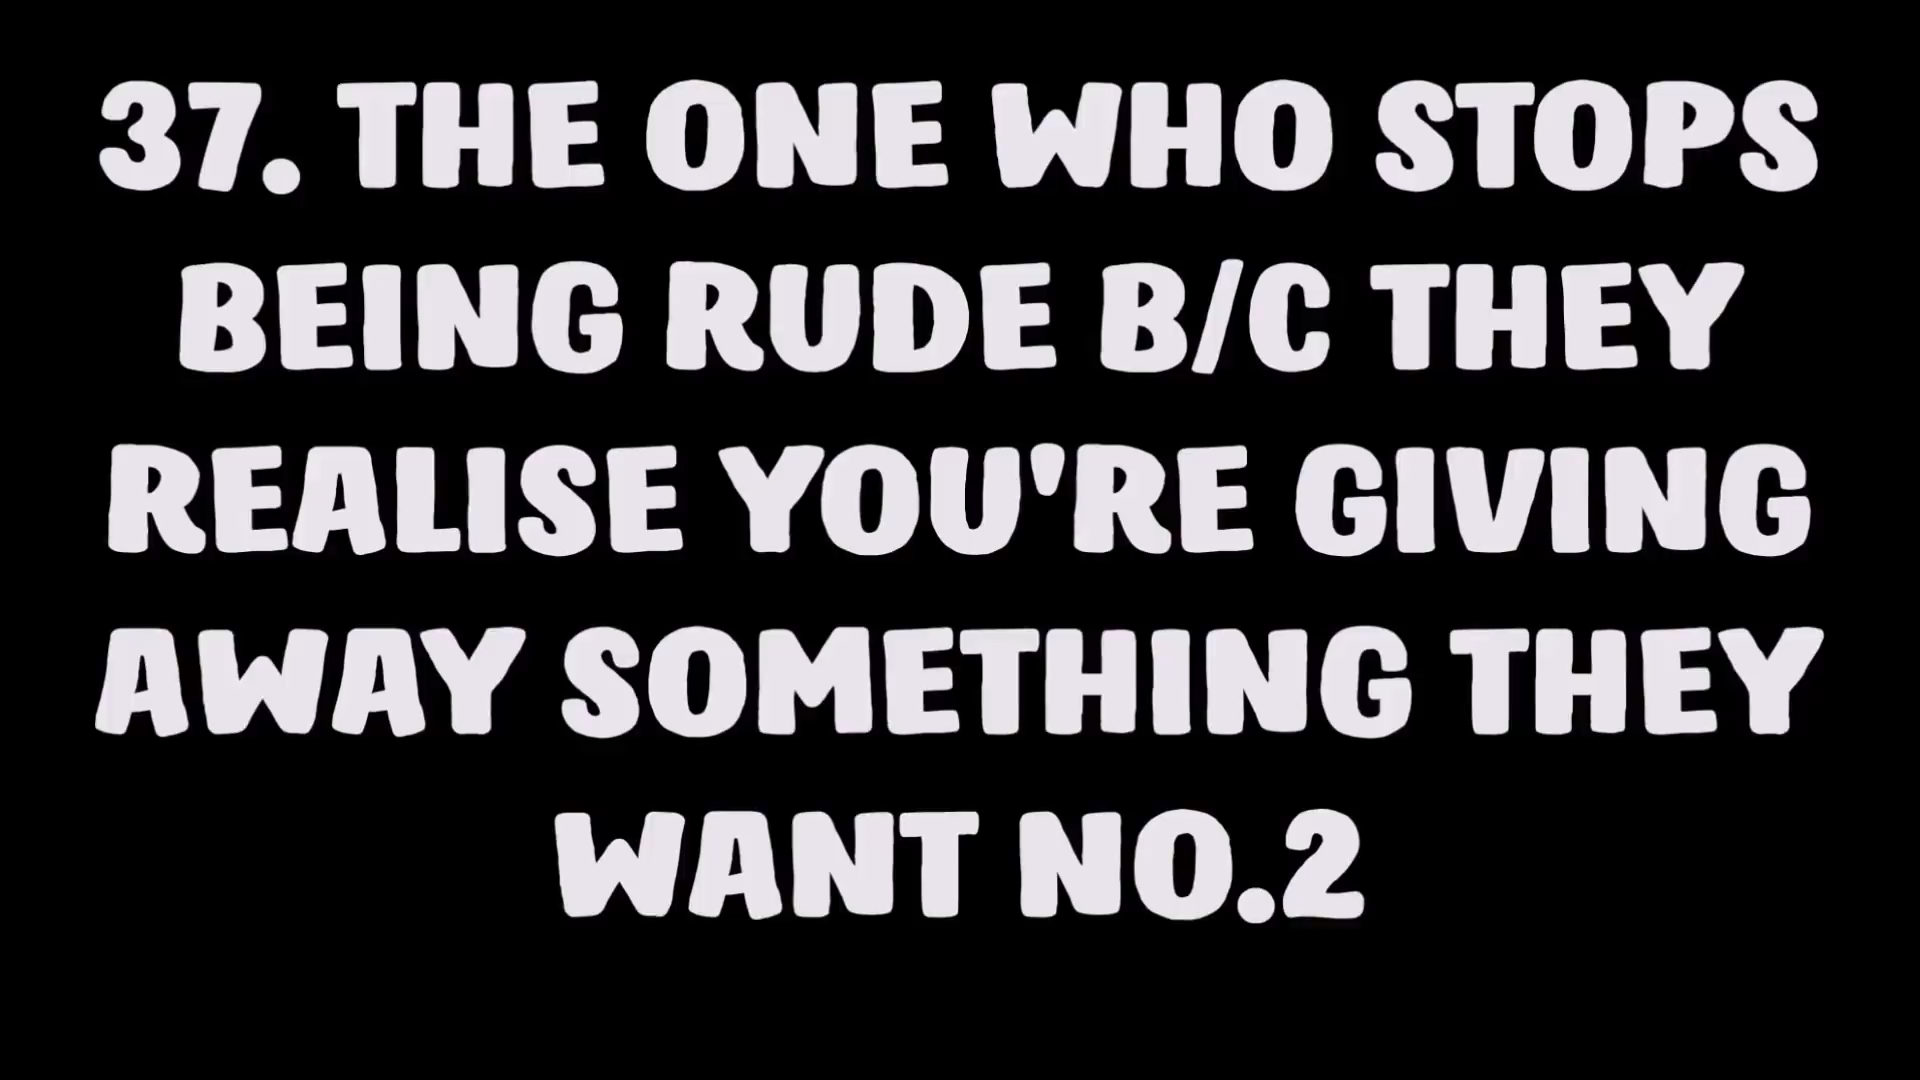 37. THE ONE WHO STOPS
BEING RUDE B/C THEY
REALISE YOU'RE GIVING
AWAY SOMETHING THEY
WANT NO.2